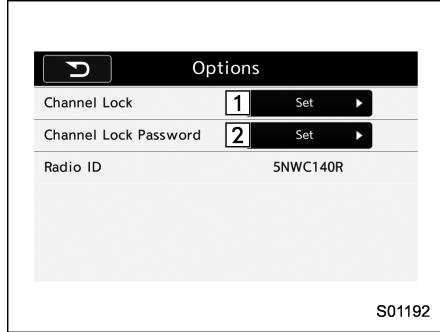 Options
Channel Lock 1 Set
Channel Lock Password 2 Set
Radio ID 5NWC140R
S01192